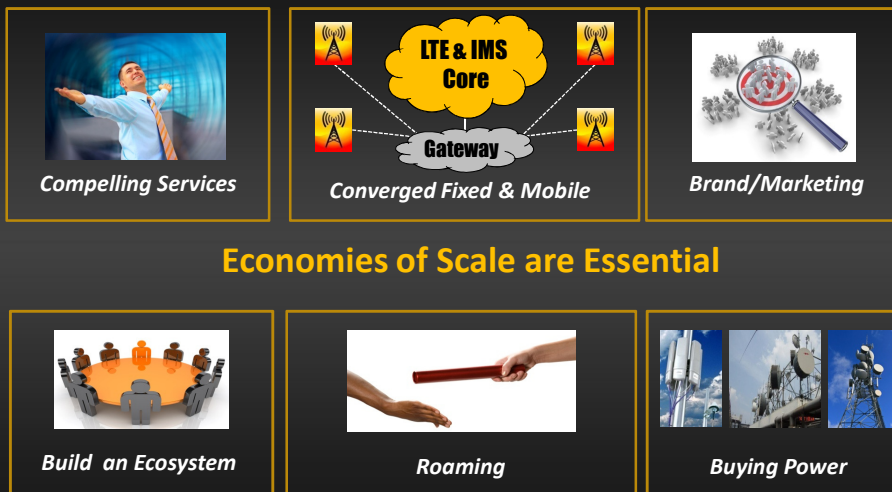 LTE & IMS
Core
Gateway
Compelling Services
Converged Fixed & Mobile
Brand/Marketing
Economies of Scale are Essential
Build an Ecosystem
Roaming
Buying Power